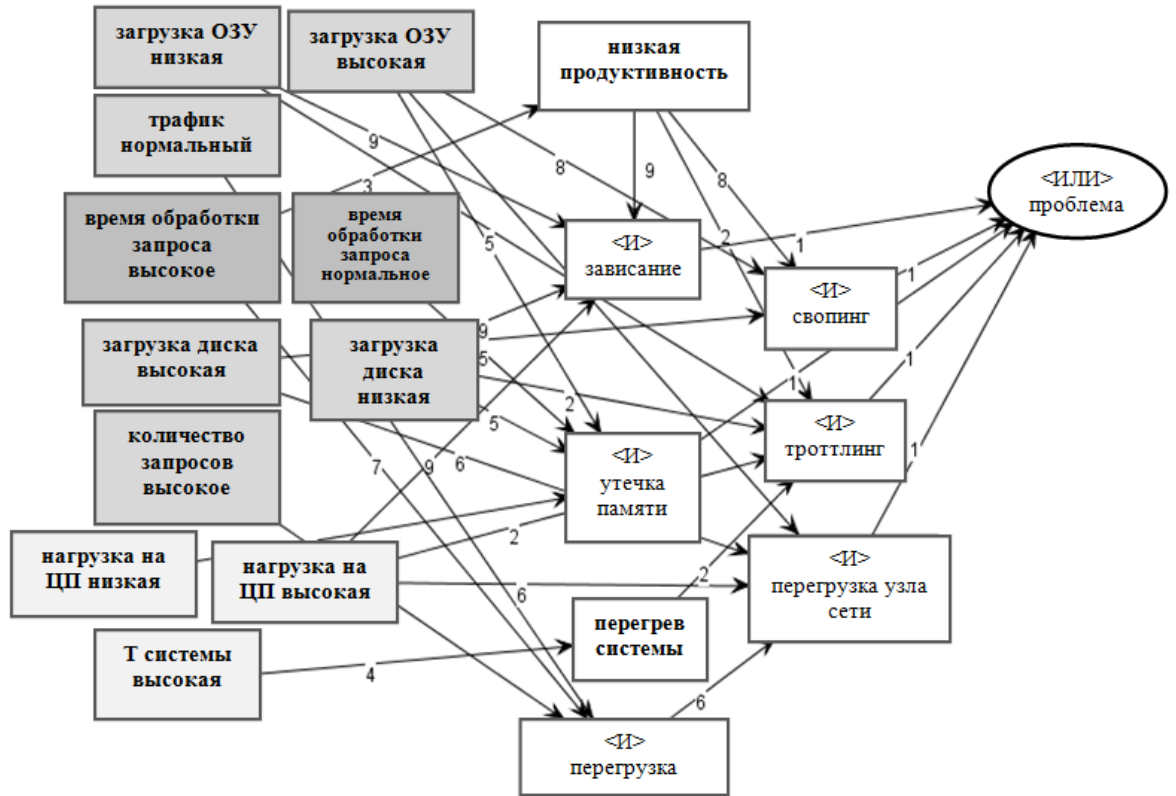 загрузка ОЗУ
низкая
загрузка ОЗУ
высокая
низкая
продуктивность
трафик
нормальный
время обработки
запроса
высокое
время
обработки
запроса
нормальное
загрузка диска
высокая
загрузка
диска
низкая
количество
запросов
высокое
нагрузка на
ЦП низкая
нагрузка на
ЦП высокая
Т системы
высокая
<И>
зависание
<И>
свопинг
<И>
утечка
памяти
<И>
троттлинг
<И>
перегрузка узла
сети
перегрев
системы
<И>
перегрузка
<ИЛИ>
проблема
9
3
8
9
8
5
2
1
1
9
5
1
1
2
5
6
7
9
1
2
6
2
4
6